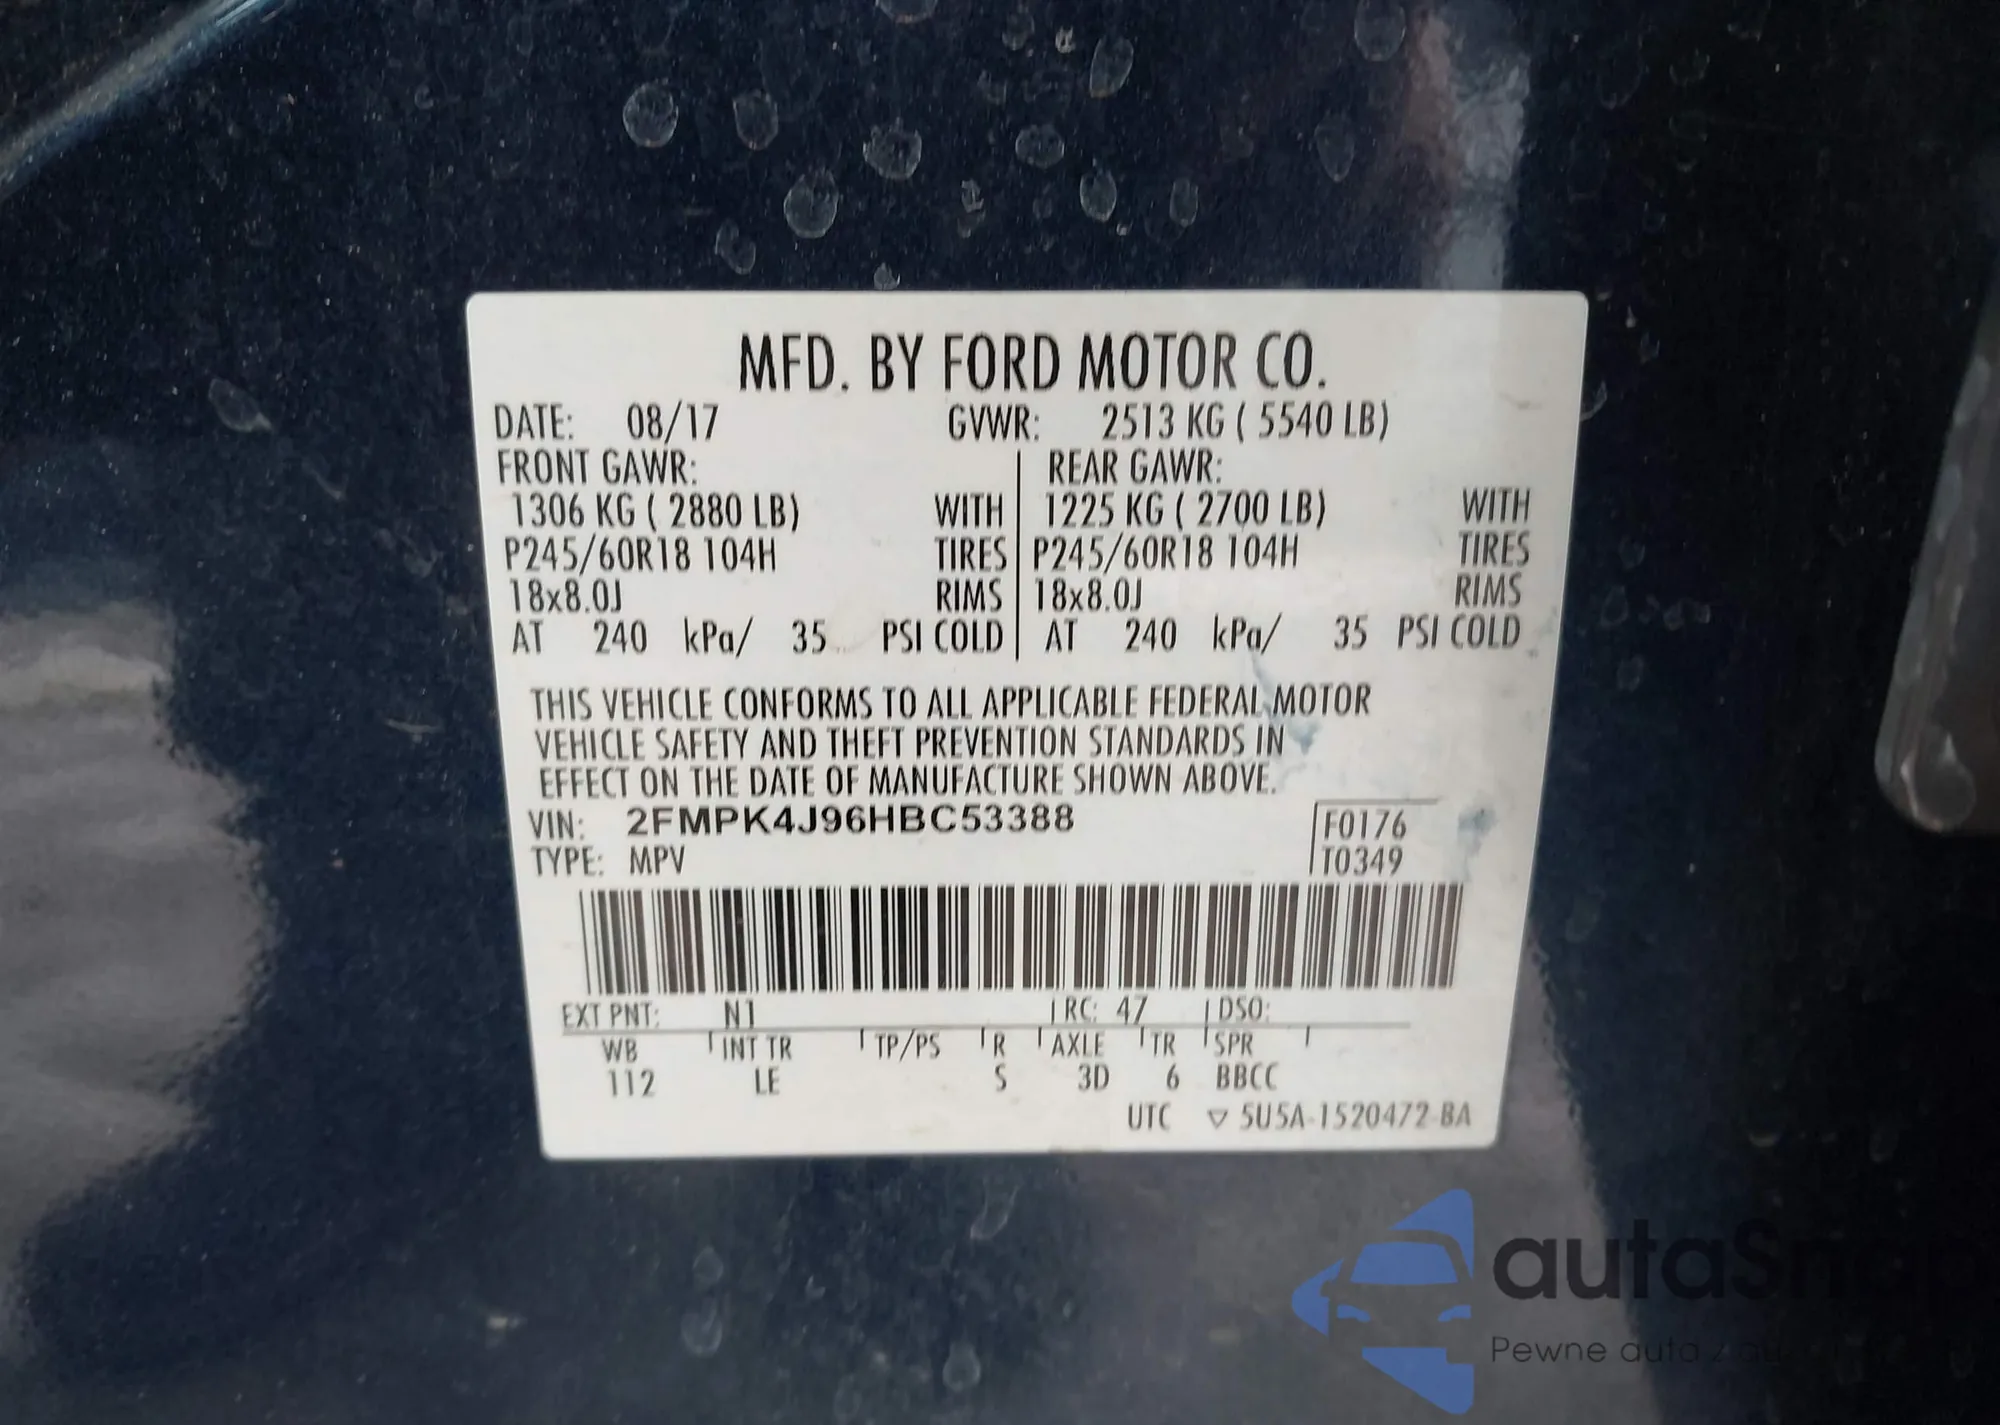 MFD. BY FORD MOTOR CO.
DATE: 08/17 GVWR: 2513 KG ( 5540 LB)
FRONT GAWR: REAR GAWR:
1306 KG ( 2880 LB) WITH 1225 KG ( 2700 LB) WITH
P245/60R18 104H TIRES P245/60R18 104H TIRES
18x8.0J RIMS 18x8.0J RIMS
AT 240 kPa/ 35 PSI COLD AT 240 kPa/ 35 PSI COLD
THIS VEHICLE CONFORMS TO ALL APPLICABLE FEDERAL MOTOR
VEHICLE SAFETY AND THEFT PREVENTION STANDARDS IN
EFFECT ON THE DATE OF MANUFACTURE SHOWN ABOVE.
VIN: 2FMPK4J96HBC53388 F0176
TYPE: MPV T0349
EXT PNT: N1 RC: 47 DSO:
WB INT TR TP/PS R AXLE TR SPR
112 LE S 3D 6 BBCC
UTC ▽ 5U5A-1520472-BA
autaSnap
Pewne auto z